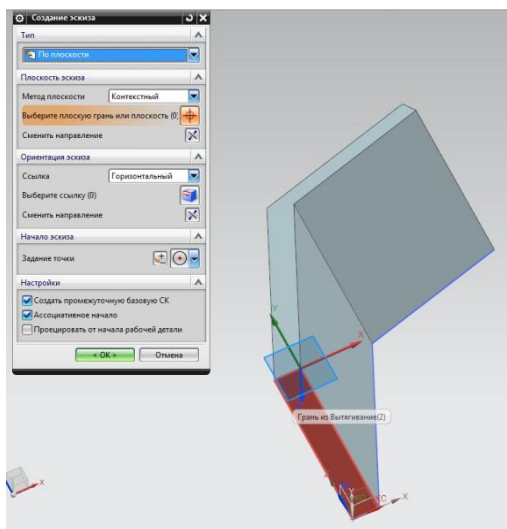 Создание эскиза
Тип
По плоскости
Плоскость эскиза
Метод плоскости Контекстный
Выберите плоскую грань или плоскость (0)
Сменить направление
Ориентация эскиза
Ссылка Горизонтальный
Выберите ссылку (0)
Сменить направление
Начало эскиза
Задание точки
Настройки
Создать промежуточную базовую СК
Ассоциативное начало
Проецировать от начала рабочей детали
< OK > Отмена
Y
X
Грань из Вытягивание(2)
X
X